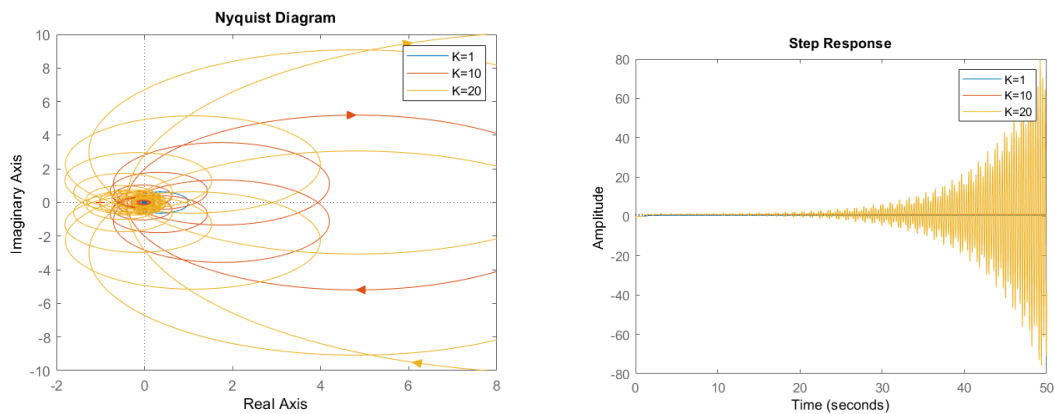 Nyquist Diagram
10
8
6
4
2
0
-2
-4
-6
-8
-10
Imaginary Axis
-2
0
2
4
6
8
Real Axis
K=1
K=10
K=20
Step Response
80
60
40
20
0
-20
-40
-60
-80
Amplitude
0
10
20
30
40
50
Time (seconds)
K=1
K=10
K=20